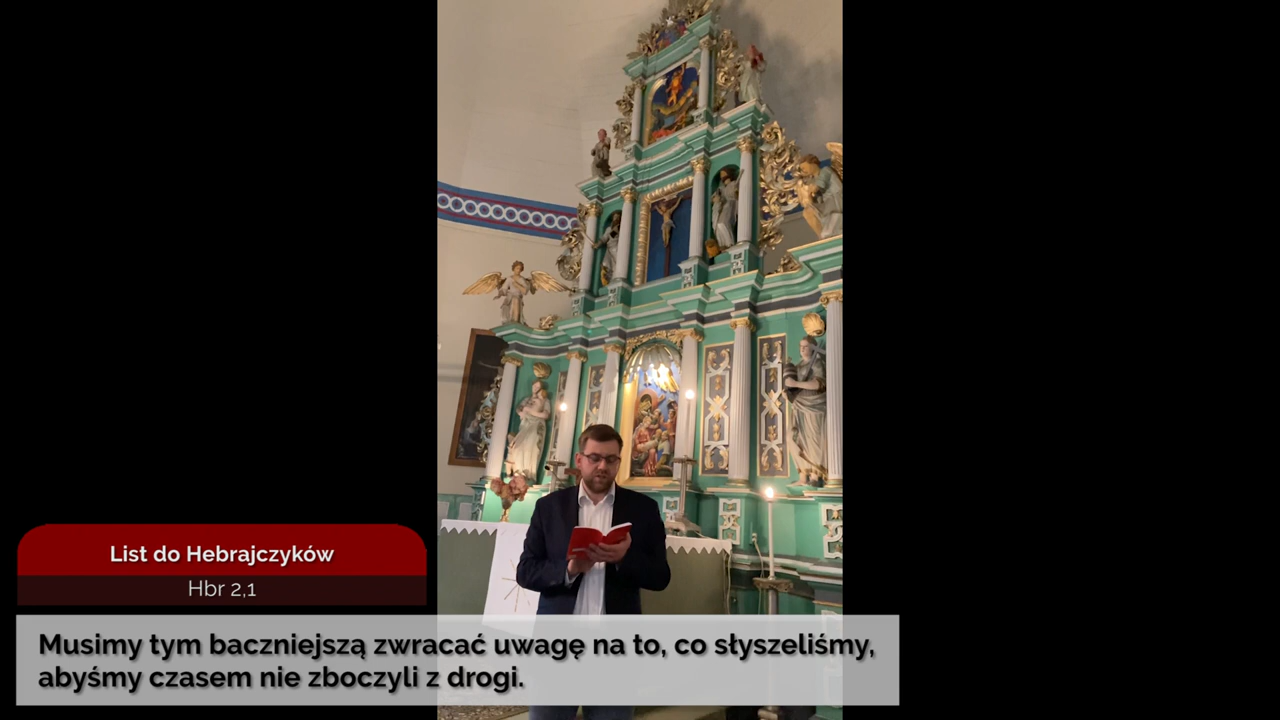 List do Hebrajczyków
Hbr 2,1
Musimy tym baczniejszą zwracać uwagę na to, co słyszeliśmy,
abyśmy czasem nie zboczyli z drogi.